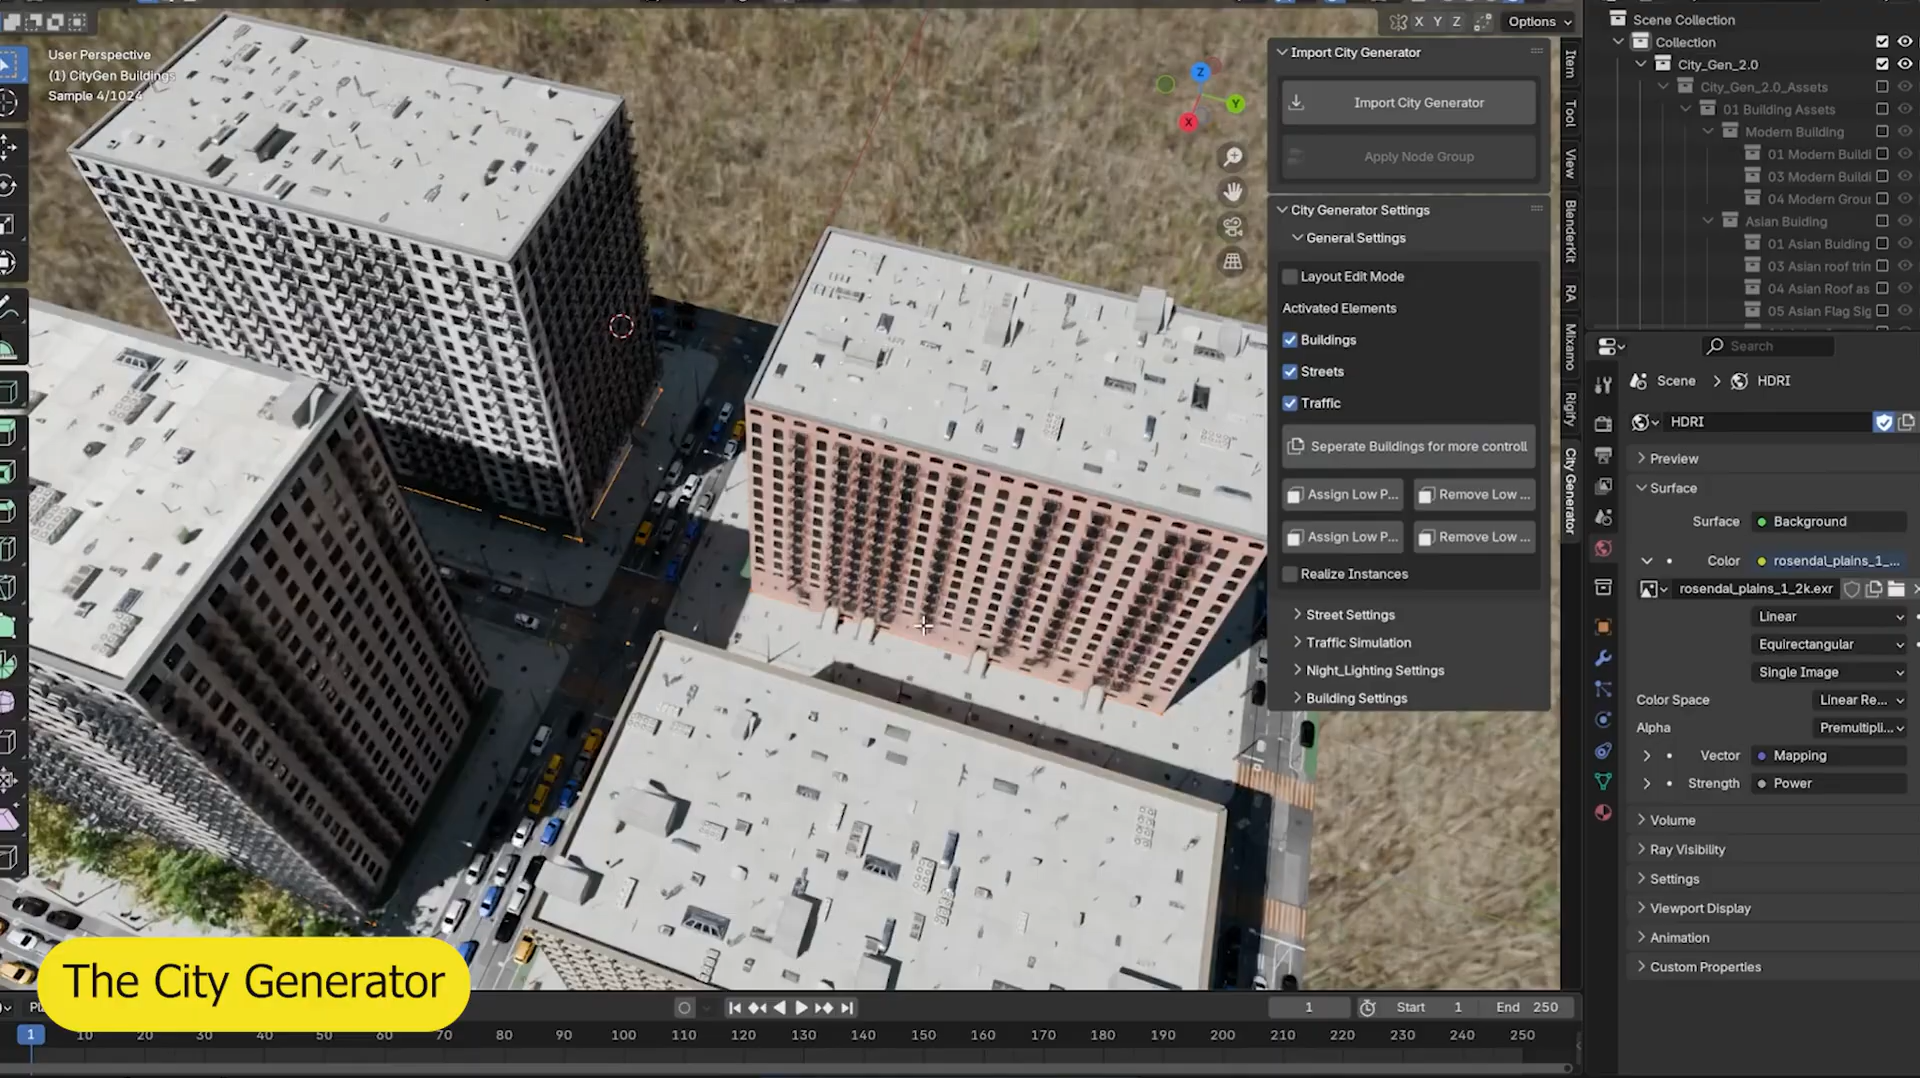 X Y Z
Options
User Perspective
(1) CityGen Buildings
Sample 4/1024
Z
Y
X
Import City Generator
Import City Generator
Apply Node Group
City Generator Settings
General Settings
Layout Edit Mode
Activated Elements
Buildings
Streets
Traffic
Seperate Buildings for more controll
Assign Low P... Remove Low ...
Assign Low P... Remove Low ...
Realize Instances
Street Settings
Traffic Simulation
Night_Lighting Settings
Building Settings
Item
Tool
View
BlenderKit
RA
Mixamo
Rigify
City Generator
Scene Collection
Collection
City_Gen_2.0
City_Gen_2.0_Assets
01 Building Assets
Modern Building
01 Modern Buildi
03 Modern Buildi
04 Modern Grou
Asian Buiding
01 Asian Buiding
03 Asian roof trin
04 Asian Roof as
05 Asian Flag Sig
Search
Scene > HDRI
HDRI
Preview
Surface
Surface Background
Color rosendal_plains_1_...
rosendal_plains_1_2k.exr
Linear
Equirectangular
Single Image
Color Space Linear Re...
Alpha Premultipli...
Vector Mapping
Strength Power
Volume
Ray Visibility
Settings
Viewport Display
Animation
Custom Properties
The City Generator
1 Start 1 End 250
1 10 20 30 40 50 60 70 80 90 100 110 120 130 140 150 160 170 180 190 200 210 220 230 240 250